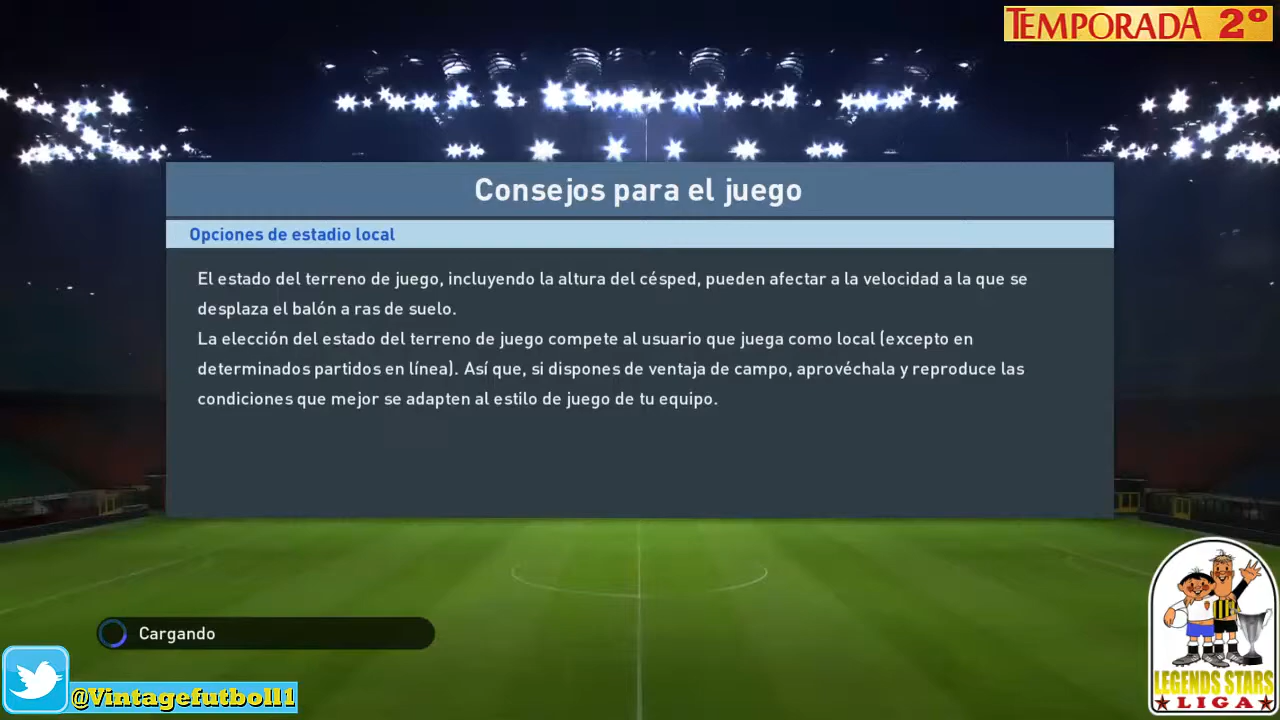 TEMPORADA 2º
Consejos para el juego
Opciones de estadio local
El estado del terreno de juego, incluyendo la altura del césped, pueden afectar a la velocidad a la que se
desplaza el balón a ras de suelo.
La elección del estado del terreno de juego compete al usuario que juega como local (excepto en
determinados partidos en línea). Así que, si dispones de ventaja de campo, aprovéchala y reproduce las
condiciones que mejor se adapten al estilo de juego de tu equipo.
Cargando
@Vintagefutboll1
LEGENDS STARS
LIGA